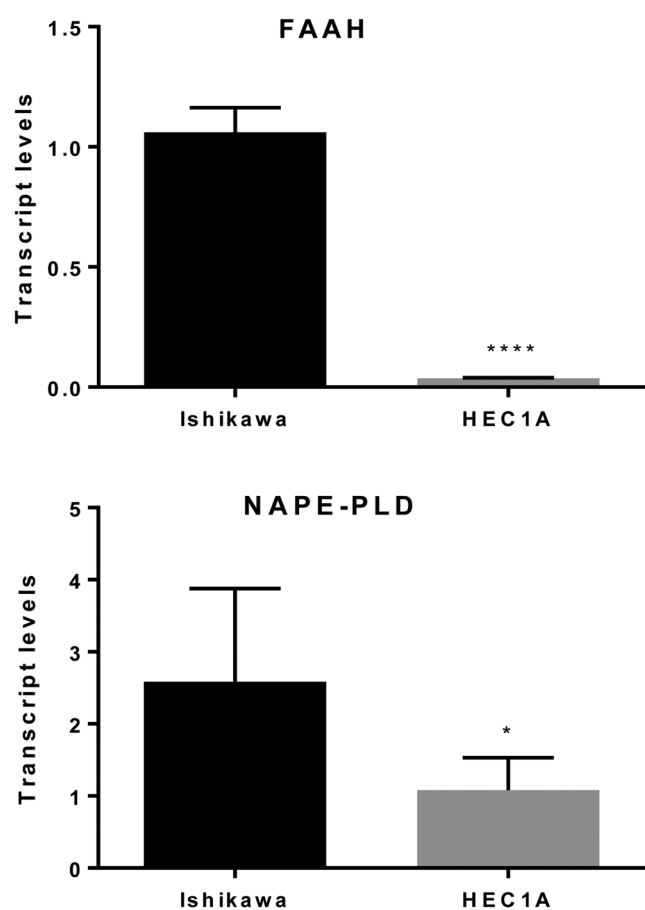 FAAH
1.5
1.0
0.5
0.0
Transcript levels
****
Ishikawa
HEC1A
NAPE-PLD
5
4
3
2
1
0
Transcript levels
*
Ishikawa
HEC1A